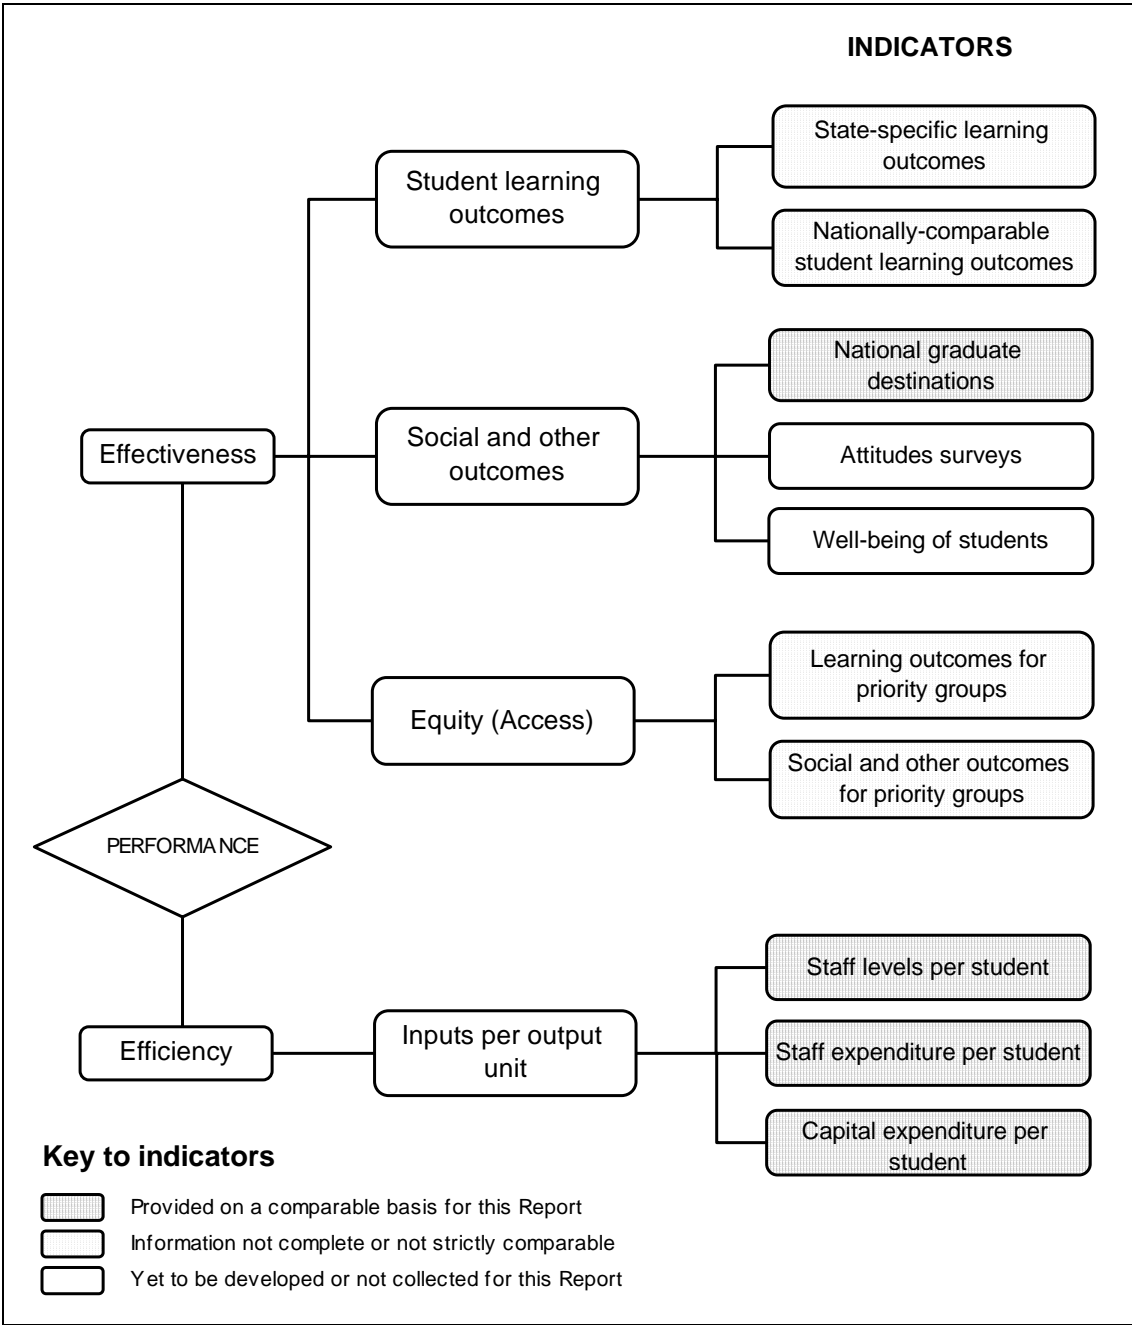 INDICATORS
State-specific learning
outcomes
Student learning
outcomes
Nationally-comparable
student learning outcomes
National graduate
destinations
Effectiveness
Social and other
outcomes
Attitudes surveys
Well-being of students
Learning outcomes for
priority groups
Equity (Access)
Social and other outcomes
for priority groups
PERFORMANCE
Staff levels per student
Efficiency
Inputs per output
unit
Staff expenditure per student
Capital expenditure per
student
Key to indicators
Provided on a comparable basis for this Report
Information not complete or not strictly comparable
Yet to be developed or not collected for this Report